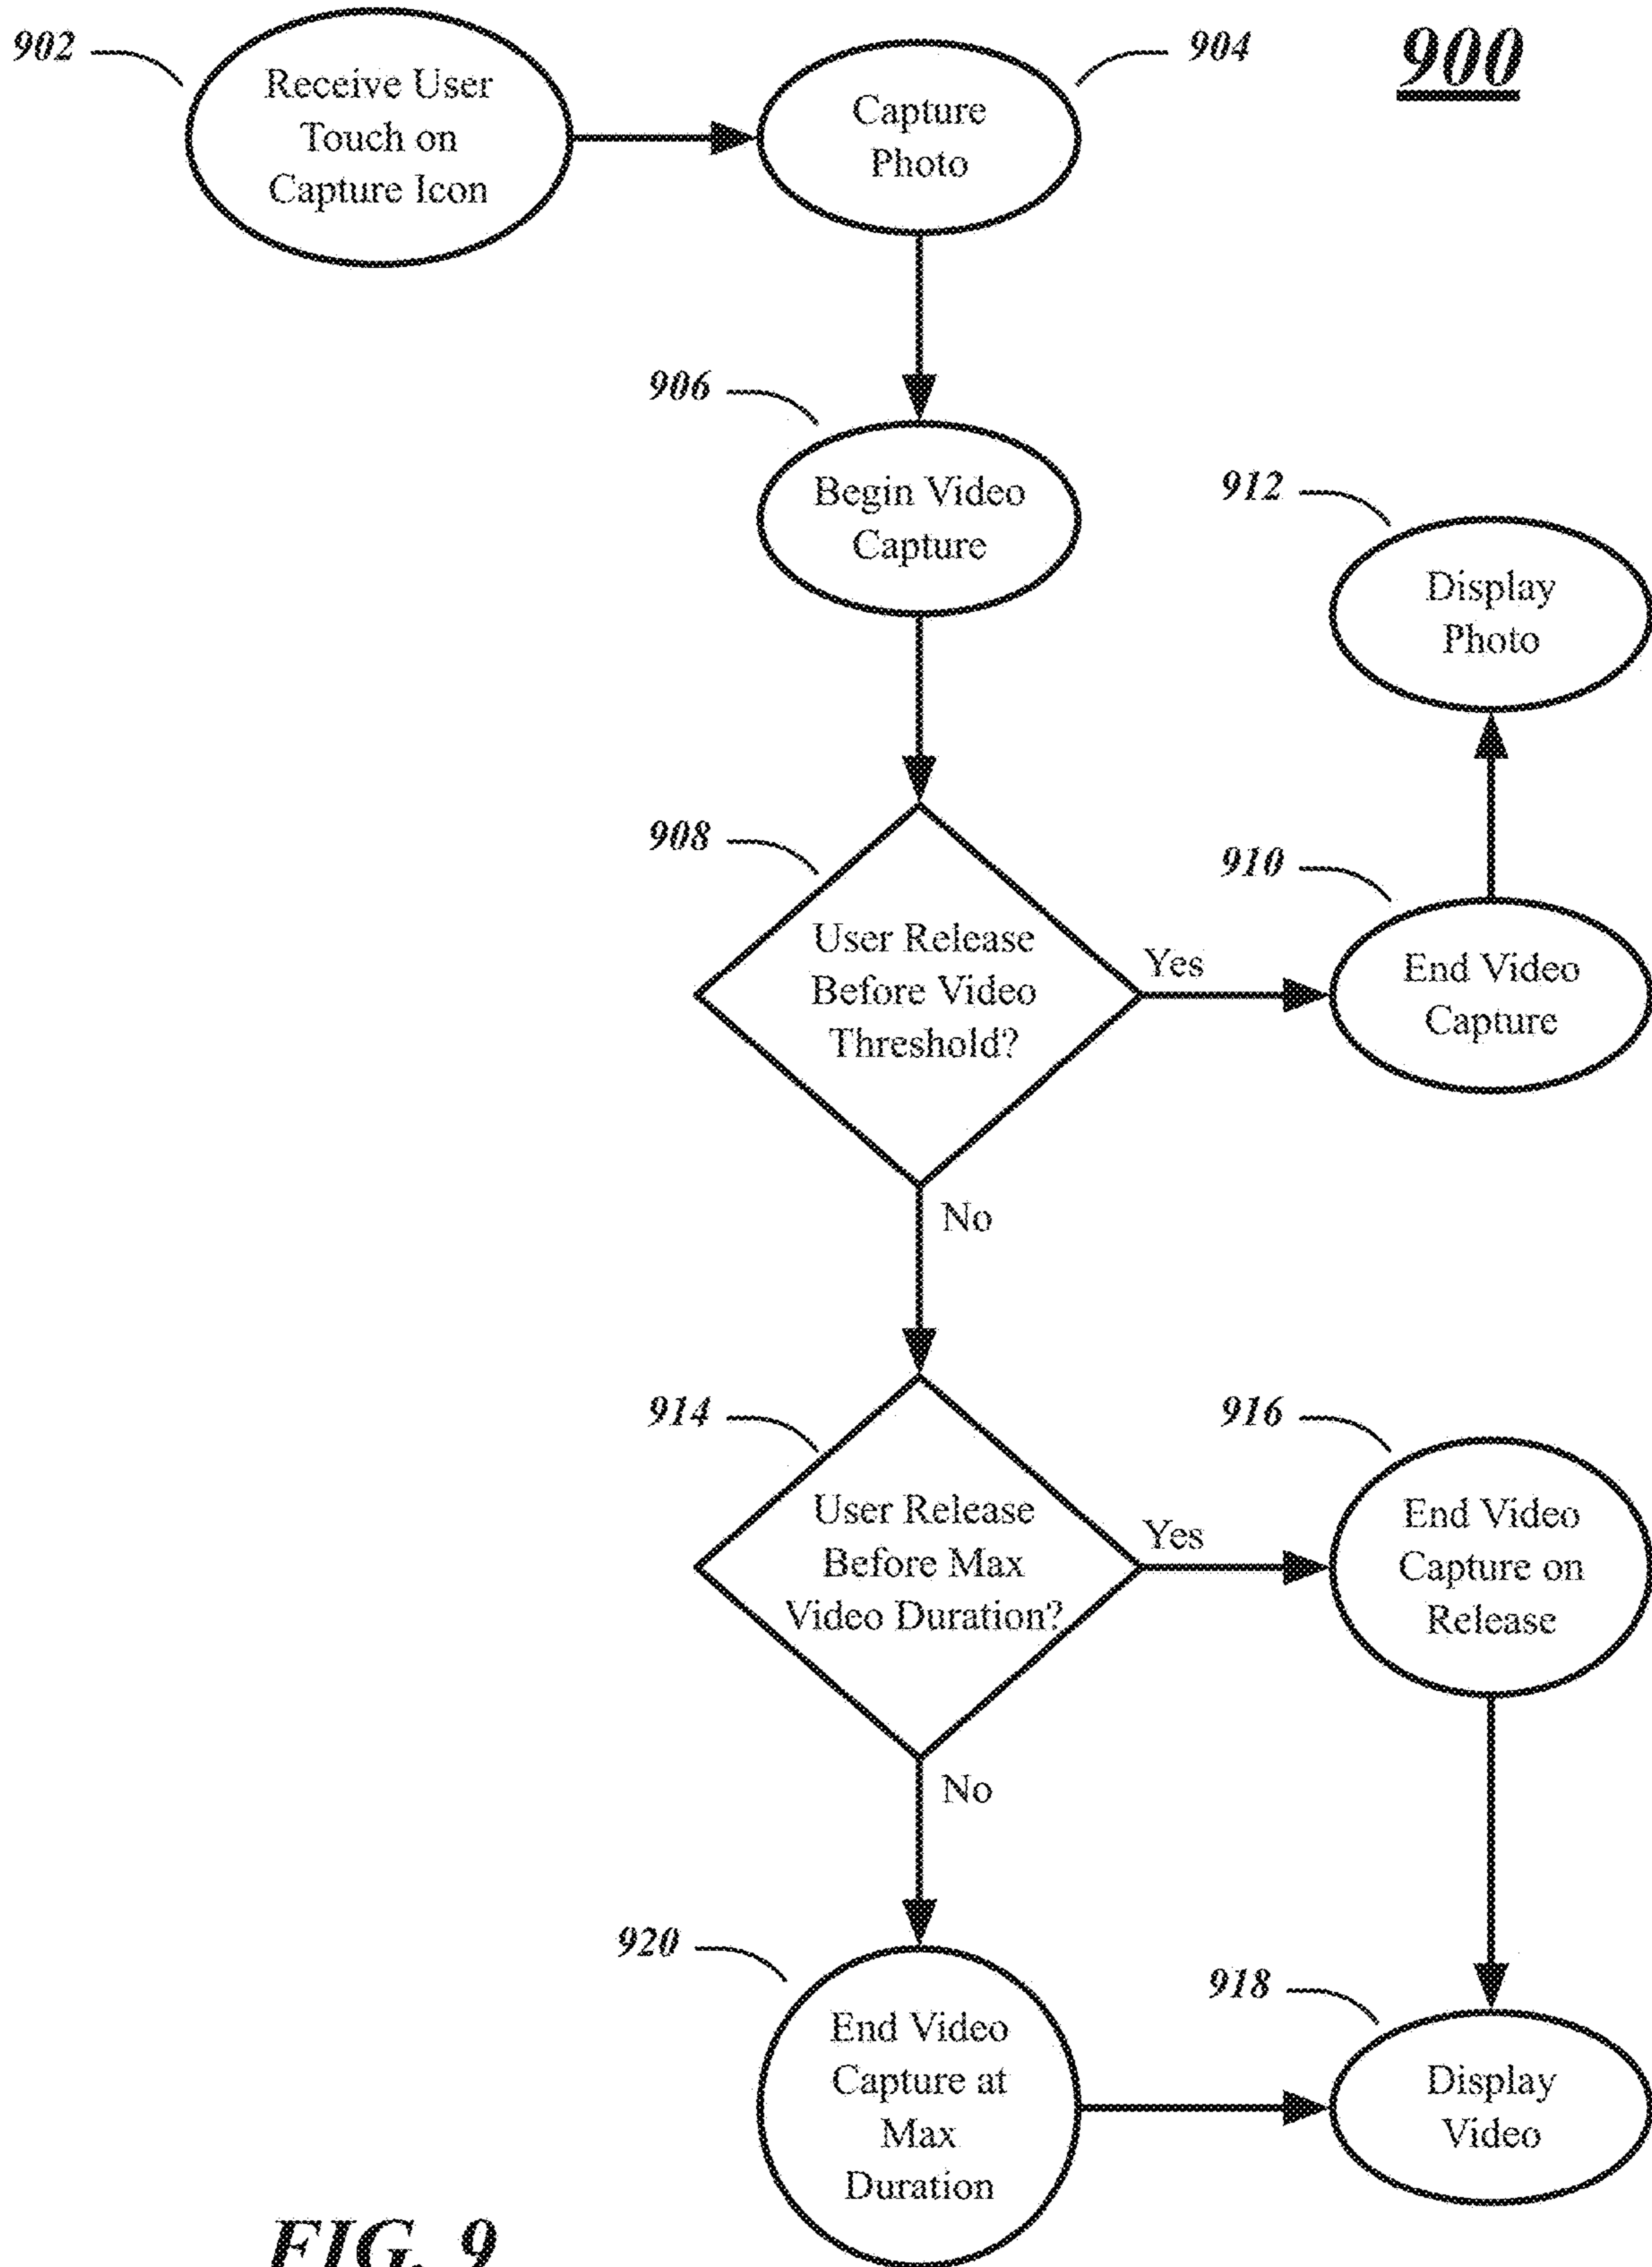 900
902
Receive User
Touch on
Capture Icon
904
Capture
Photo
906
Begin Video
Capture
908
User Release
Before Video
Threshold?
Yes
910
End Video
Capture
912
Display
Photo
No
914
User Release
Before Max
Video Duration?
Yes
916
End Video
Capture on
Release
No
920
End Video
Capture at
Max
Duration
918
Display
Video
FIG. 9